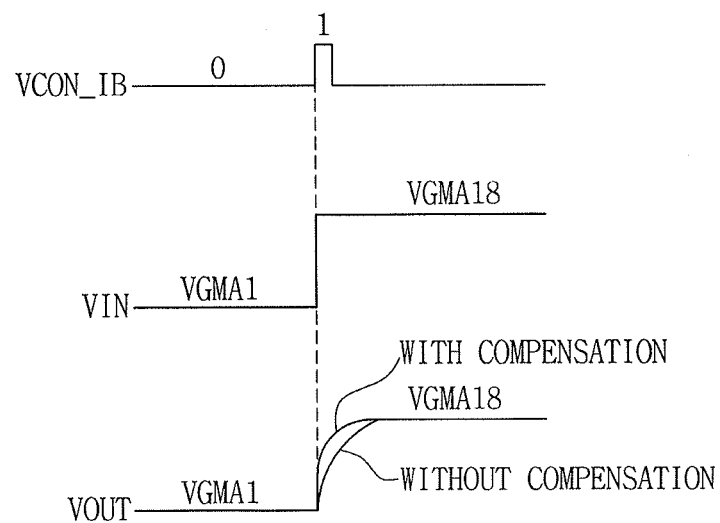 1
0
VCON_IB
VGMA18
VGMA1
VIN
WITH COMPENSATION
VGMA18
WITHOUT COMPENSATION
VGMA1
VOUT